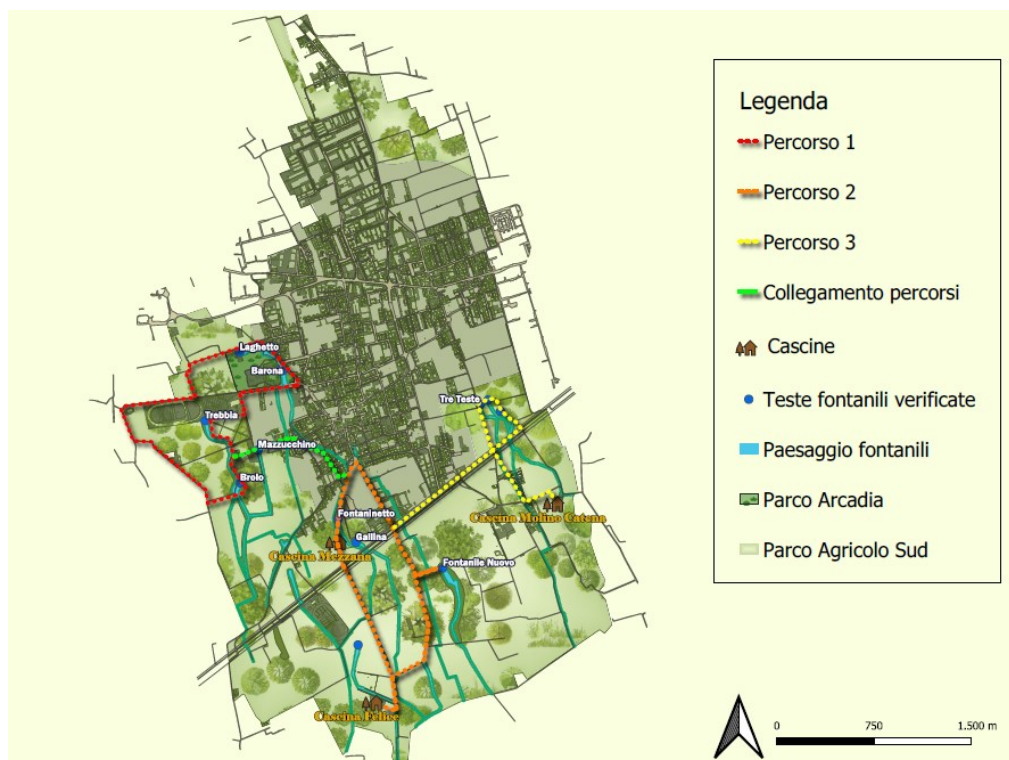 Legenda
Percorso 1
Percorso 2
Percorso 3
Collegamento percorsi
Cascine
Teste fontanili verificate
Paesaggio fontanili
Parco Arcadia
Parco Agricolo Sud
Laghetto
Barona
Trebbia
Tre Teste
Mazzucchino
Brolo
Fontaninetto
Cascina Molino Catena
Gallina
Cascina Mezzana
Fontanile Nuovo
Cascina Felice
0 750 1.500 m